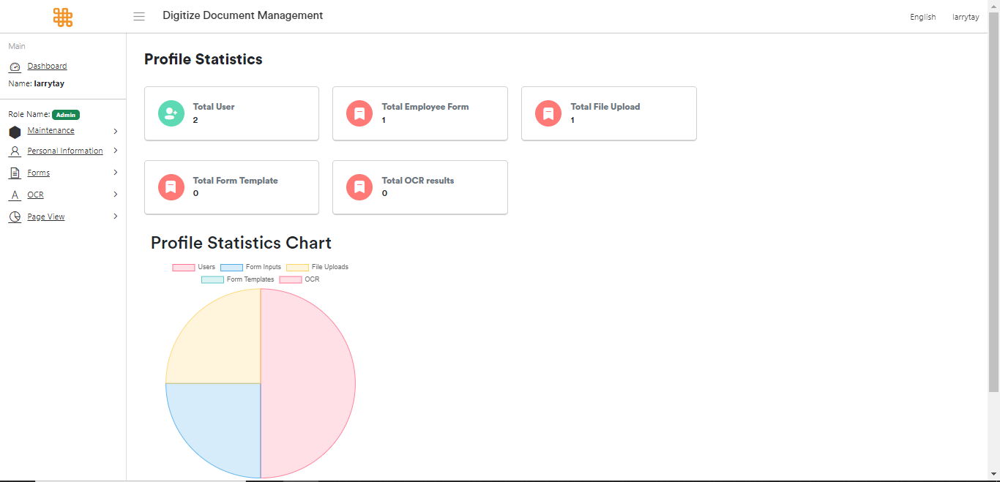 Digitize Document Management
English
larrytay
Main
Dashboard
Name: larrytay
Role Name: Admin
Maintenance
Personal Information
Forms
OCR
Page View
Profile Statistics
Total User
2
Total Employee Form
1
Total File Upload
1
Total Form Template
0
Total OCR results
0
Profile Statistics Chart
Users Form Inputs File Uploads
Form Templates OCR